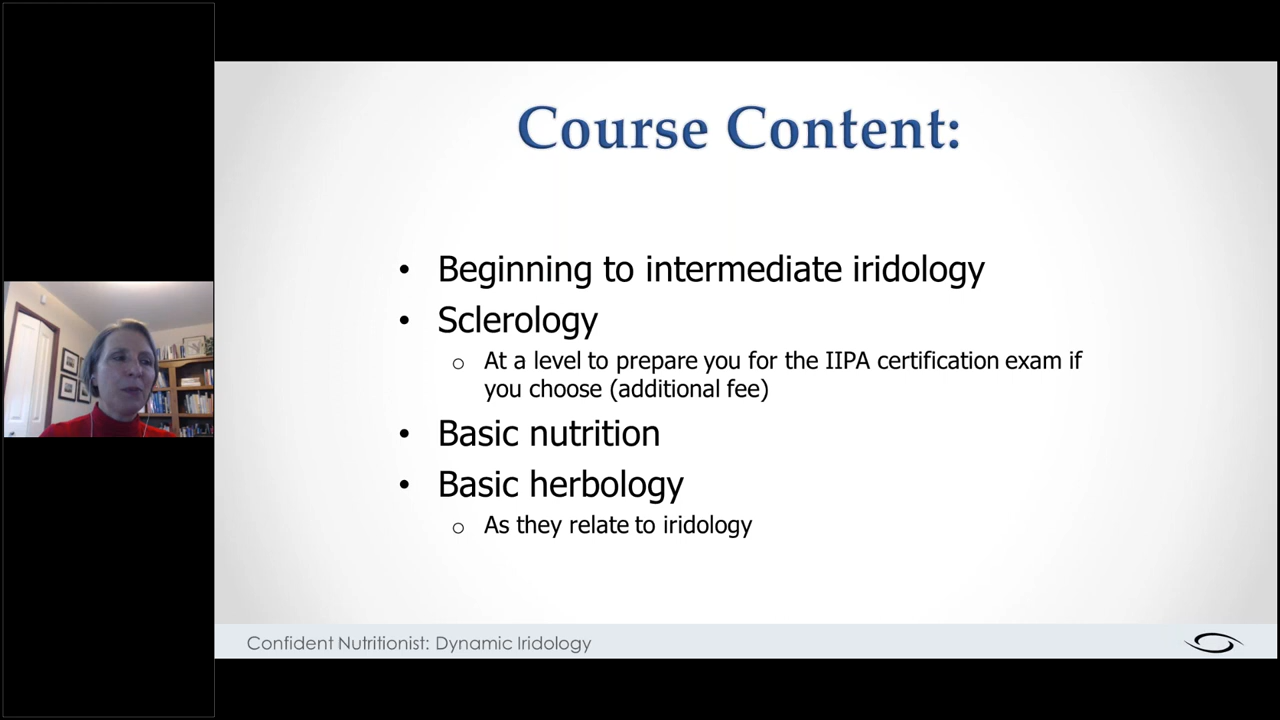 Course Content:
• Beginning to intermediate iridology
• Sclerology
o At a level to prepare you for the IIPA certification exam if
you choose (additional fee)
• Basic nutrition
• Basic herbology
o As they relate to iridology
Confident Nutritionist: Dynamic Iridology